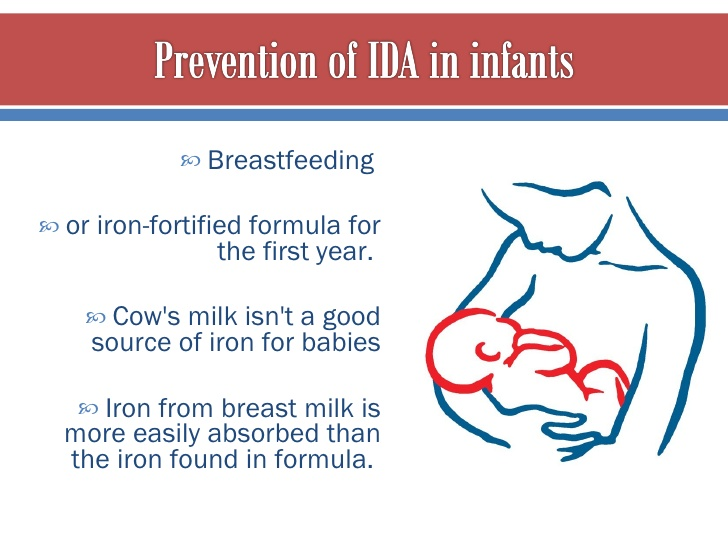 Prevention of IDA in infants
Breastfeeding
or iron-fortified formula for
the first year.
Cow's milk isn't a good
source of iron for babies
Iron from breast milk is
more easily absorbed than
the iron found in formula.